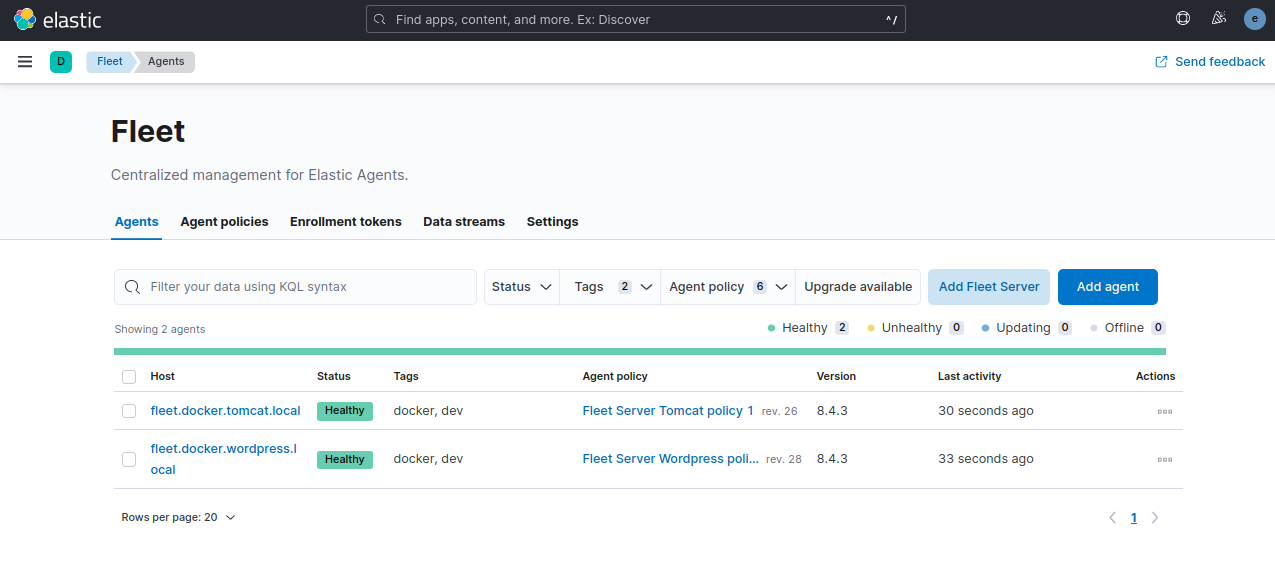 elastic
Find apps, content, and more. Ex: Discover ^/
e
D Fleet Agents
Send feedback
Fleet
Centralized management for Elastic Agents.
Agents Agent policies Enrollment tokens Data streams Settings
Filter your data using KQL syntax Status Tags 2 Agent policy 6 Upgrade available Add Fleet Server Add agent
Showing 2 agents Healthy 2 Unhealthy 0 Updating 0 Offline 0
Host Status Tags Agent policy Version Last activity Actions
fleet.docker.tomcat.local Healthy docker, dev Fleet Server Tomcat policy 1 rev. 26 8.4.3 30 seconds ago
fleet.docker.wordpress.l
ocal Healthy docker, dev Fleet Server Wordpress poli... rev. 28 8.4.3 33 seconds ago
Rows per page: 20 1